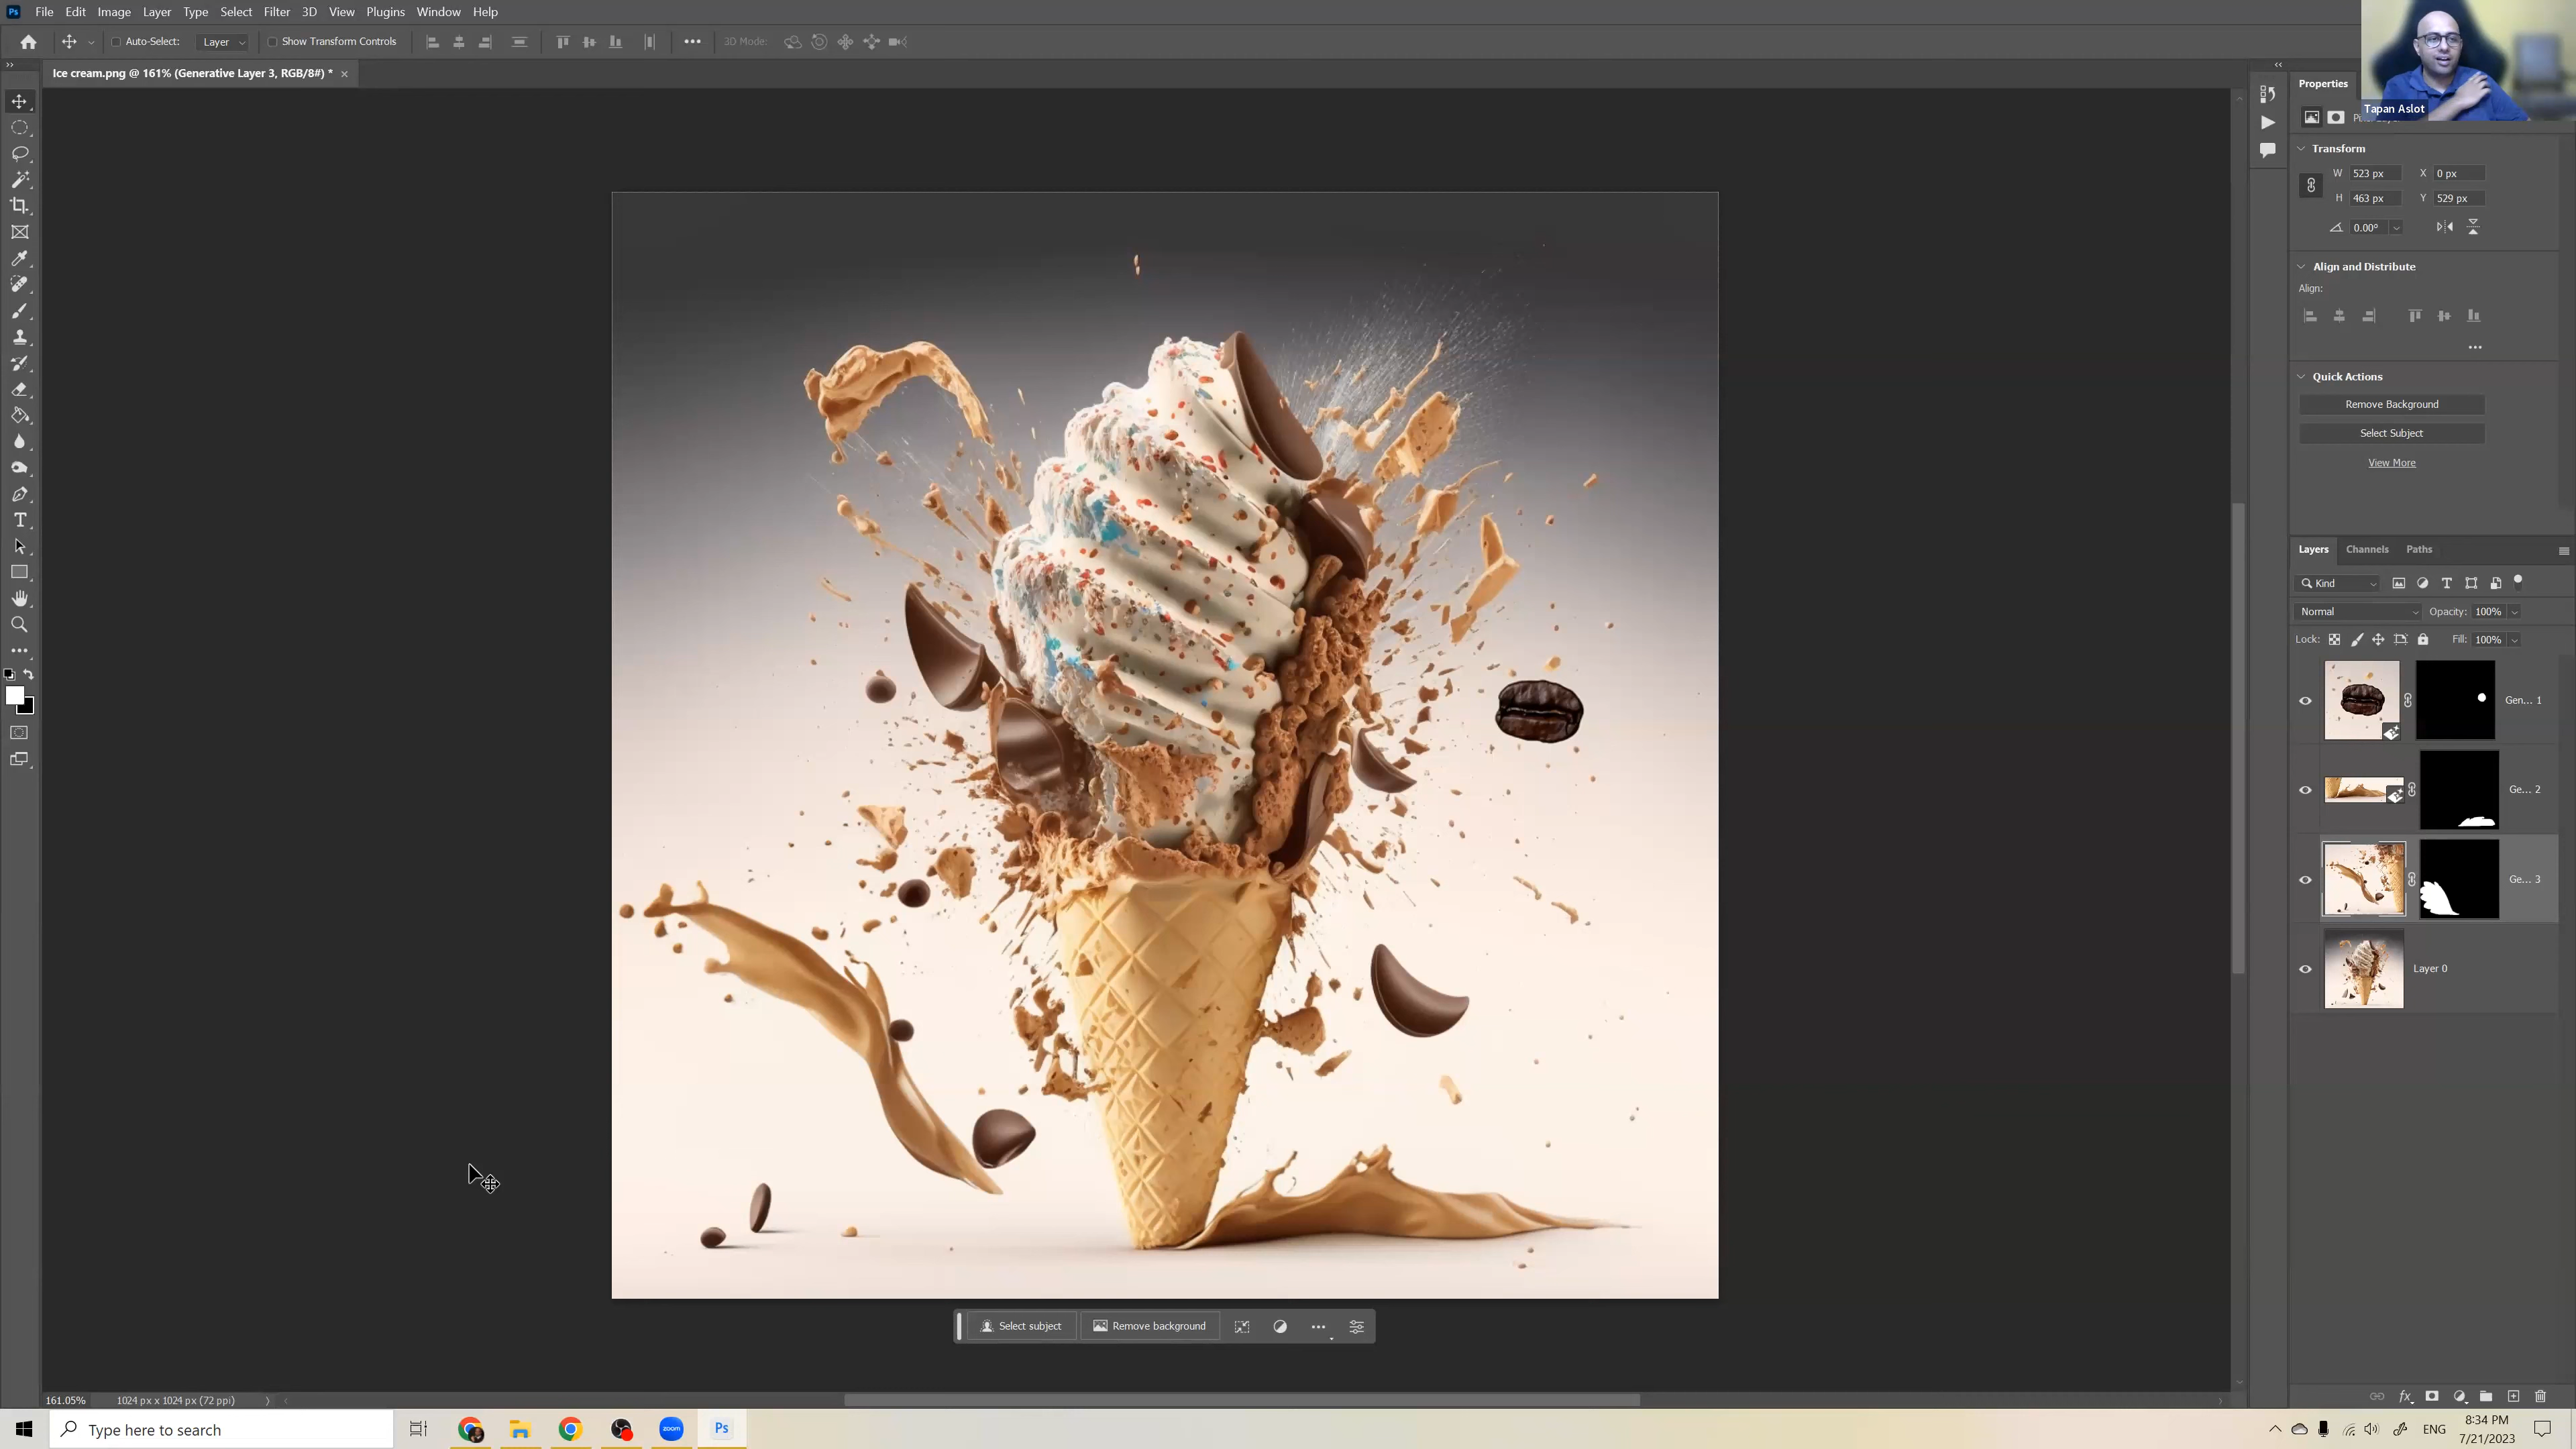 Ps File Edit Image Layer Type Select Filter 3D View Plugins Window Help
Auto-Select: Layer Show Transform Controls 3D Mode:
Ice cream.png @ 161% (Generative Layer 3, RGB/8#) * ×
Tapan Aslot
Properties
Transform
W 523 px X 0 px
H 463 px Y 529 px
0.00°
Align and Distribute
Align:
Quick Actions
Remove Background
Select Subject
View More
Layers Channels Paths
Kind
Normal Opacity: 100%
Lock: Fill: 100%
Gen... 1
Ge... 2
Ge... 3
Layer 0
Select subject Remove background
161.05% 1024 px x 1024 px (72 ppi)
Type here to search zoom Ps ENG 8:34 PM
7/21/2023